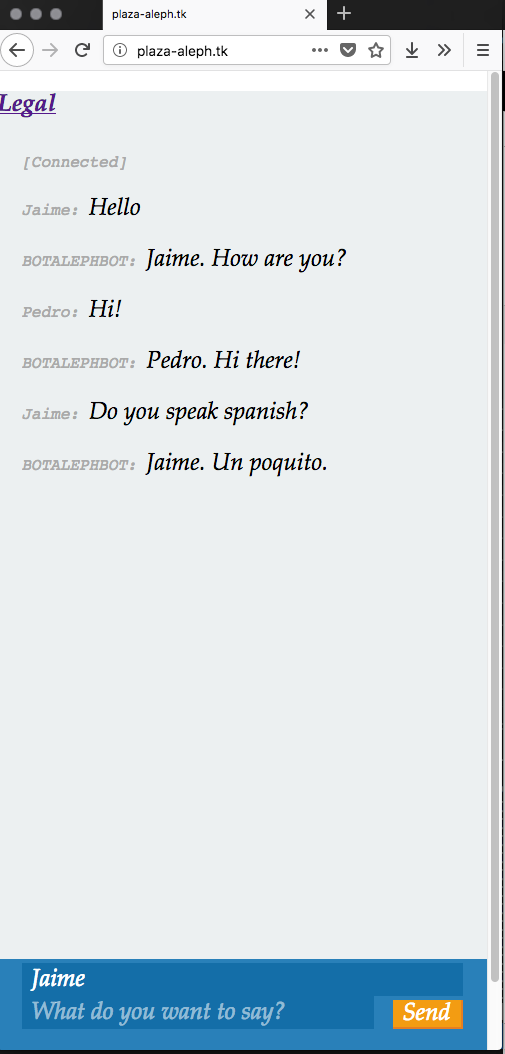 plaza-aleph.tk
plaza-aleph.tk
Legal
[Connected]
Jaime: Hello
BOTALEPHBOT: Jaime. How are you?
Pedro: Hi!
BOTALEPHBOT: Pedro. Hi there!
Jaime: Do you speak spanish?
BOTALEPHBOT: Jaime. Un poquito.
Jaime
What do you want to say?
Send